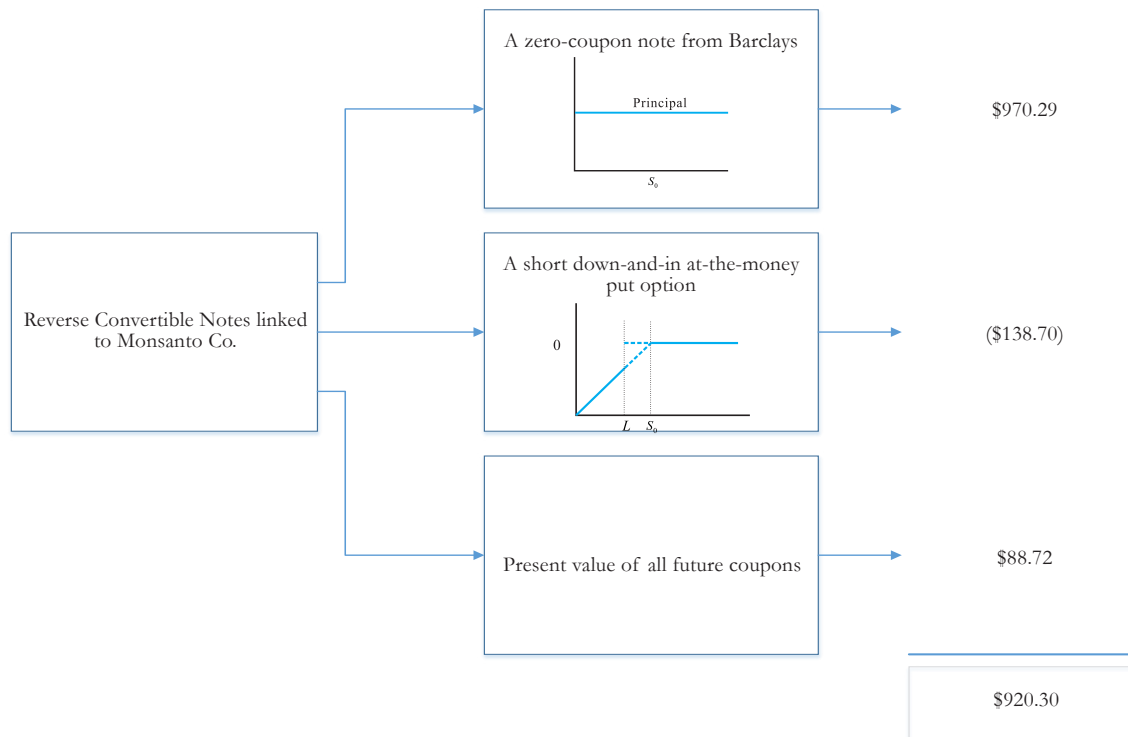 A zero-coupon note from Barclays
Principal
S₀
$970.29
Reverse Convertible Notes linked
to Monsanto Co.
A short down-and-in at-the-money
put option
0
L S₀
($138.70)
Present value of all future coupons
$88.72
$920.30